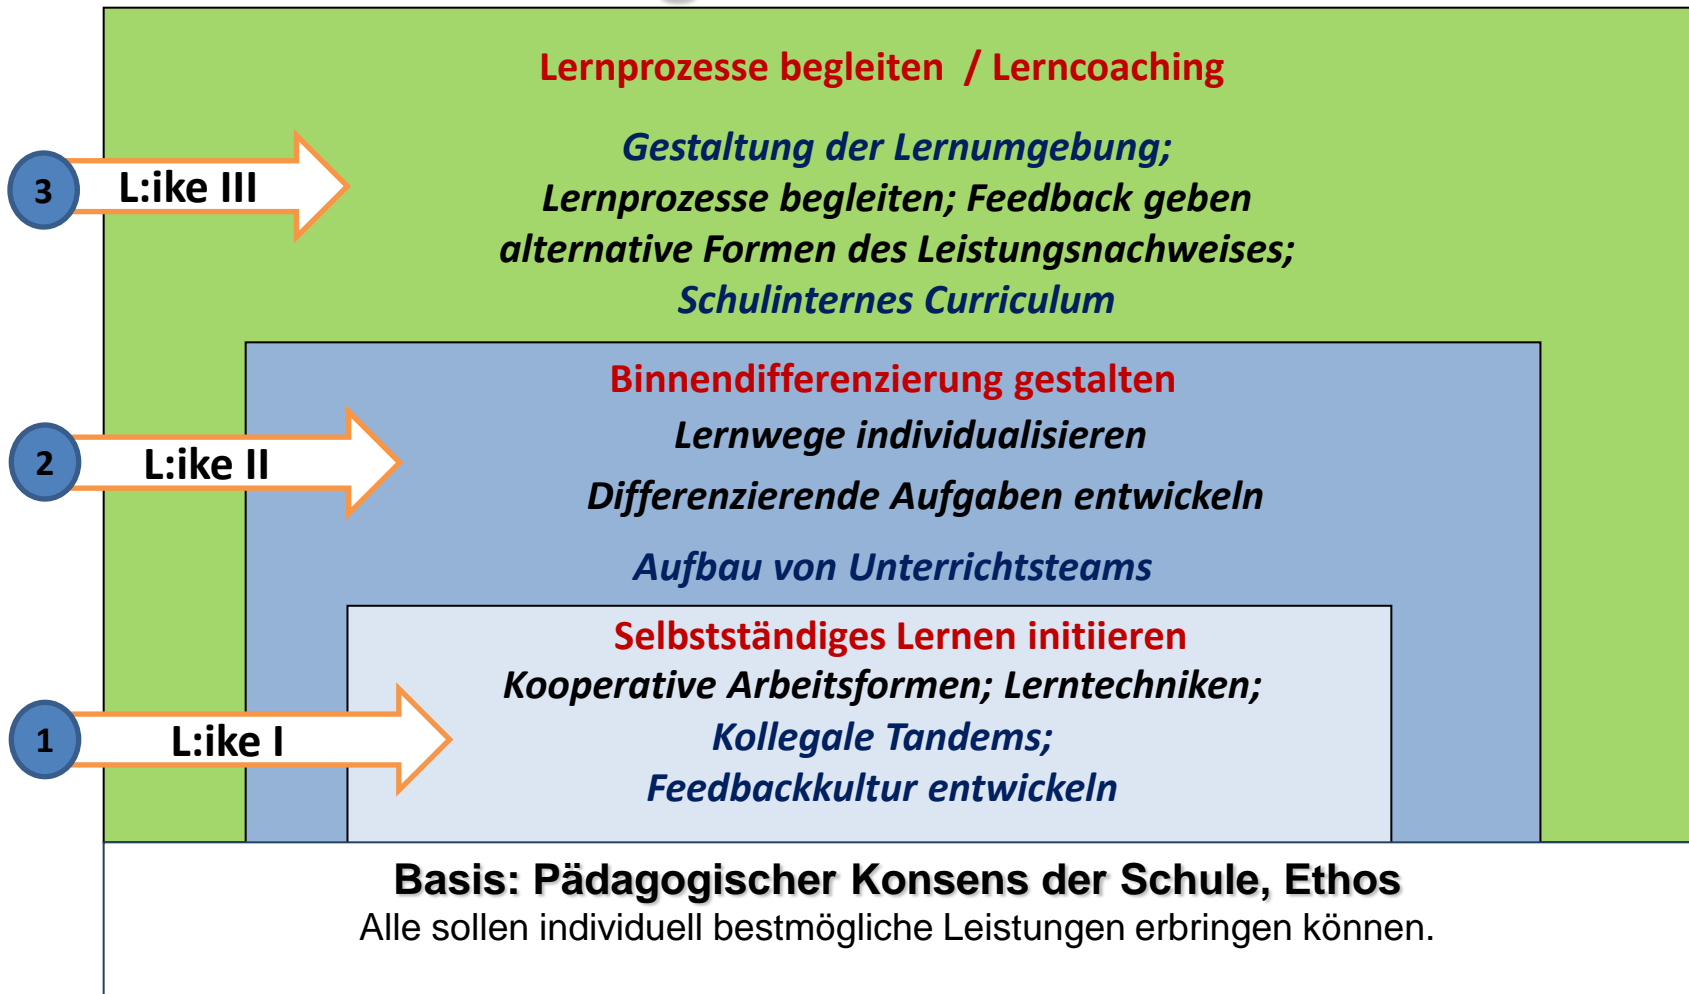 Lernprozesse begleiten / Lerncoaching
Gestaltung der Lernumgebung;
3
L:ike III
Lernprozesse begleiten; Feedback geben
alternative Formen des Leistungsnachweises;
Schulinternes Curriculum
Binnendifferenzierung gestalten
Lernwege individualisieren
2
L:ike II
Differenzierende Aufgaben entwickeln
Aufbau von Unterrichtsteams
Selbstständiges Lernen initiieren
Kooperative Arbeitsformen; Lerntechniken;
1
L:ike I
Kollegale Tandems;
Feedbackkultur entwickeln
Basis: Pädagogischer Konsens der Schule, Ethos
Alle sollen individuell bestmögliche Leistungen erbringen können.